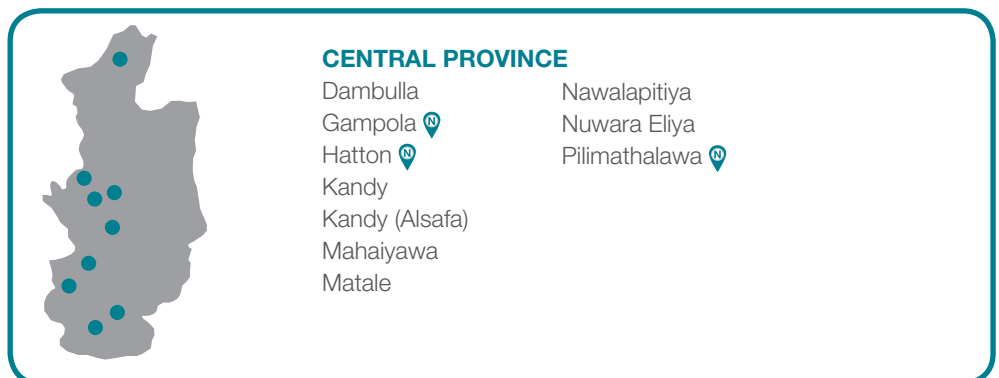 CENTRAL PROVINCE
Dambulla
Gampola N
Hatton N
Kandy
Kandy (Alsafa)
Mahaiyawa
Matale
Nawalapitiya
Nuwara Eliya
Pilimathalawa N